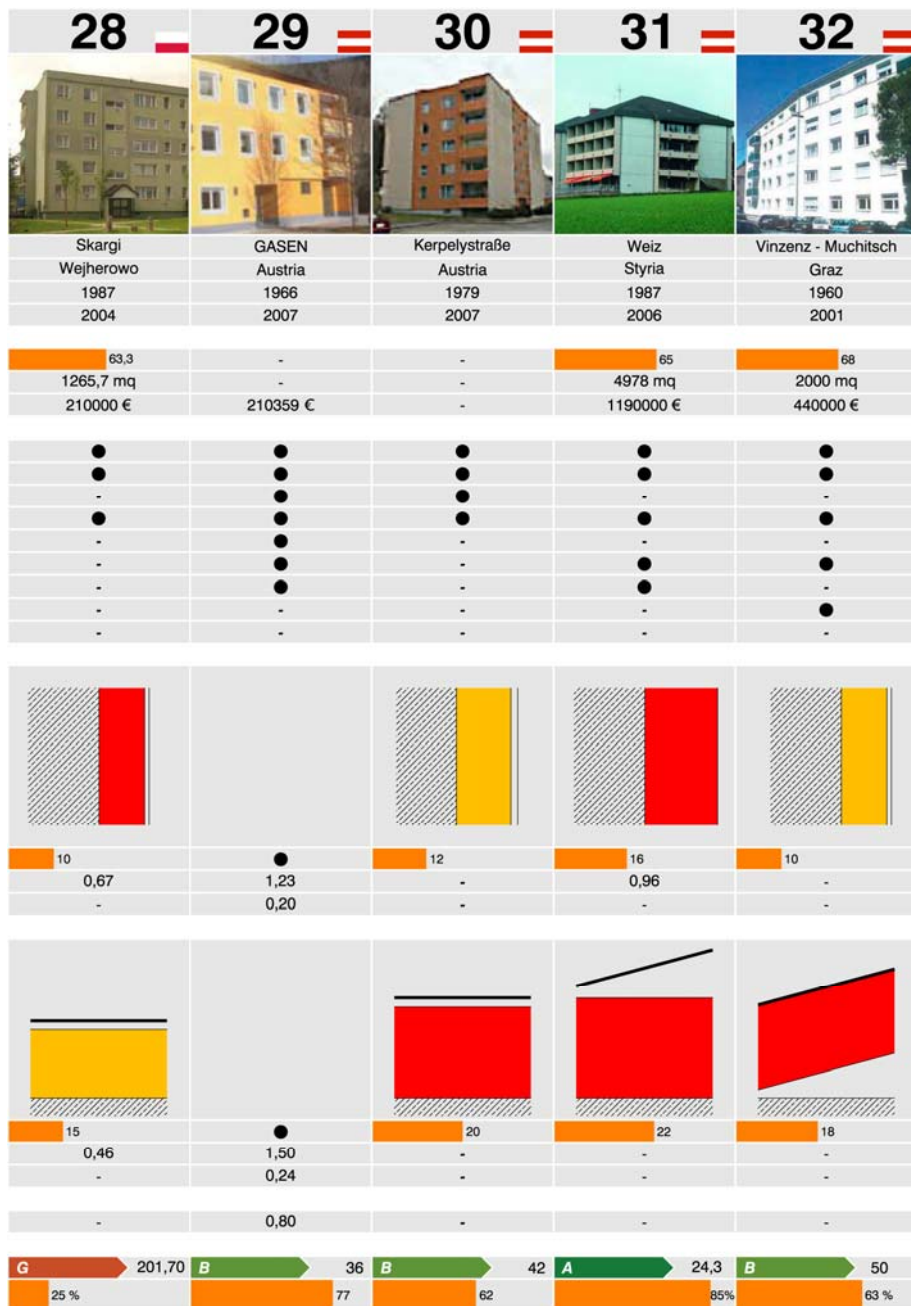 28 29 30 31 32
Skargi GASEN Kerpelystraße Weiz Vinzenz - Muchitsch
Wejherowo Austria Austria Styria Graz
1987 1966 1979 1987 1960
2004 2007 2007 2006 2001
63,3 - - 65 68
1265,7 mq - - 4978 mq 2000 mq
210000 € 210359 € - 1190000 € 440000 €
● ● ● ● ●
● ● ● ● ●
- ● ● - -
● ● ● ● ●
- ● - - -
- ● - ● ●
- ● - ● -
- - - - ●
- - - - -
10 ● 12 16 10
0,67 1,23 - 0,96 -
- 0,20 - - -
15 ● 20 22 18
0,46 1,50 - - -
- 0,24 - - -
- 0,80 - - -
G 201,70 B 36 B 42 A 24,3 B 50
25 % 77 62 85% 63 %